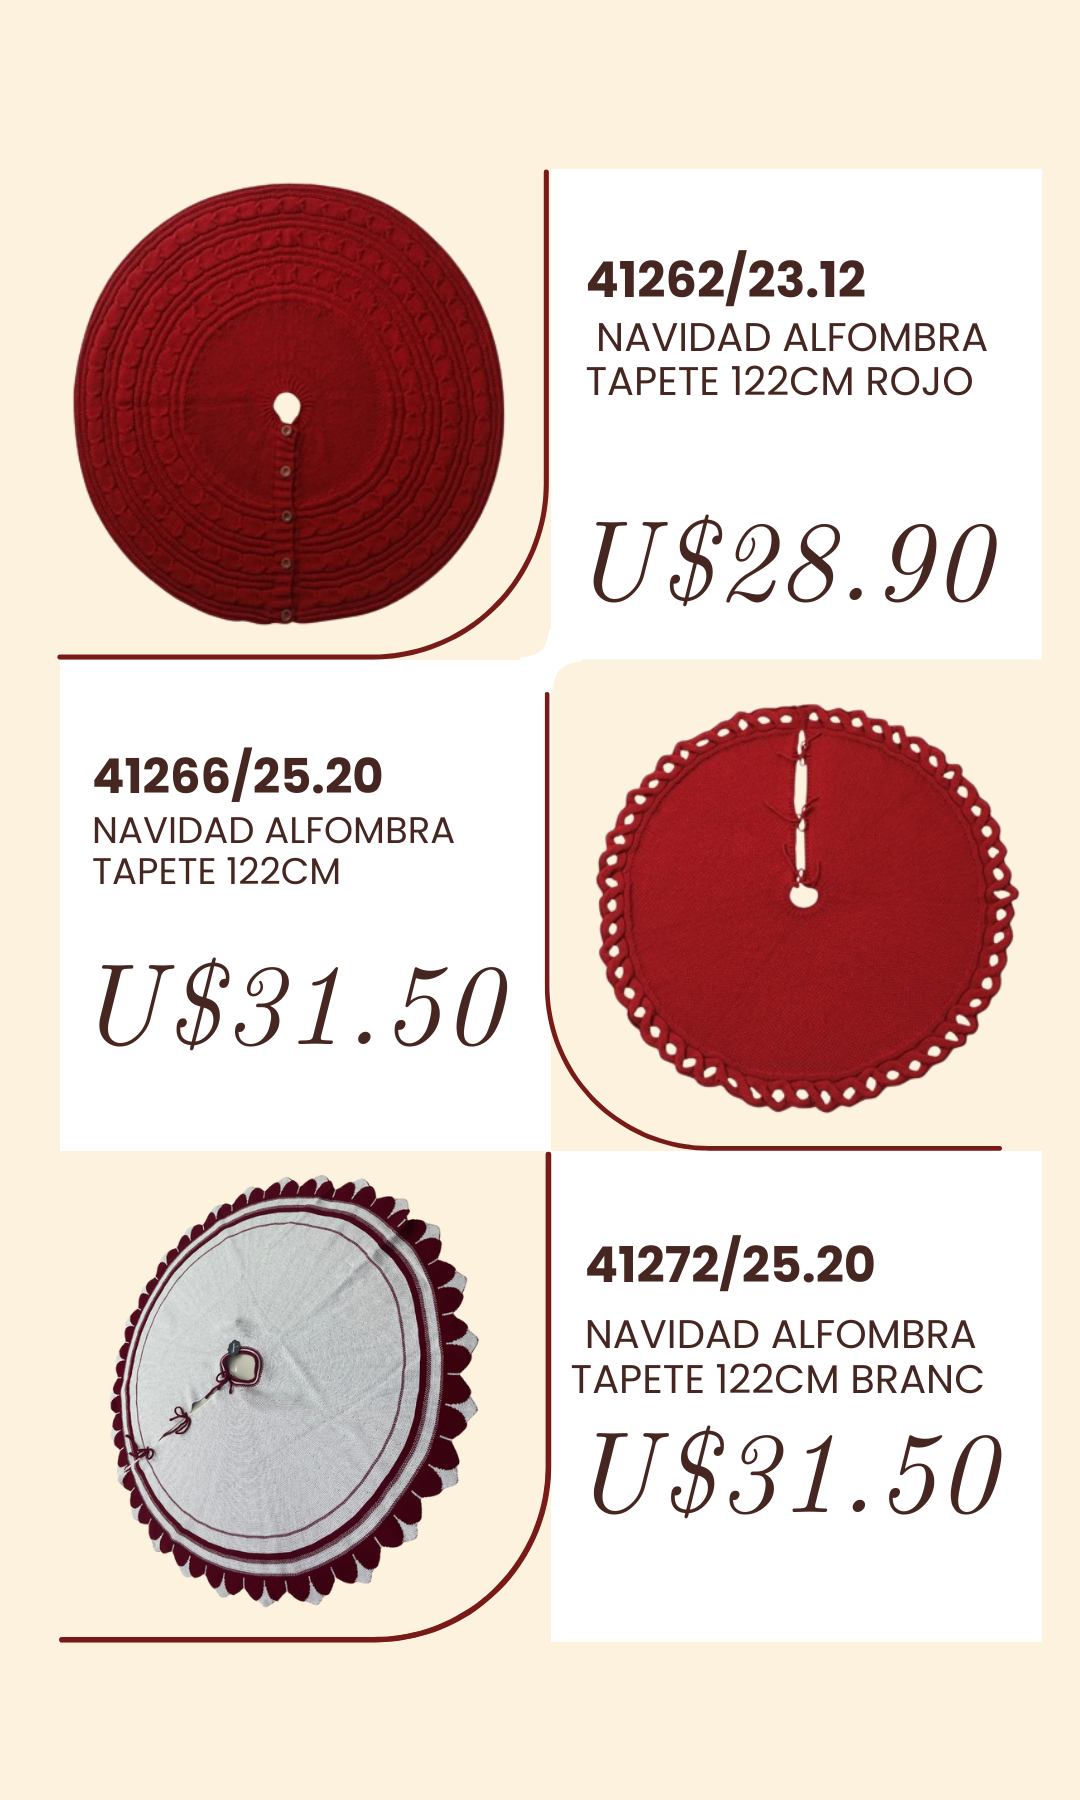 41262/23.12
NAVIDAD ALFOMBRA
TAPETE 122CM ROJO
U$28.90
41266/25.20
NAVIDAD ALFOMBRA
TAPETE 122CM
U$31.50
41272/25.20
NAVIDAD ALFOMBRA
TAPETE 122CM BRANC
U$31.50